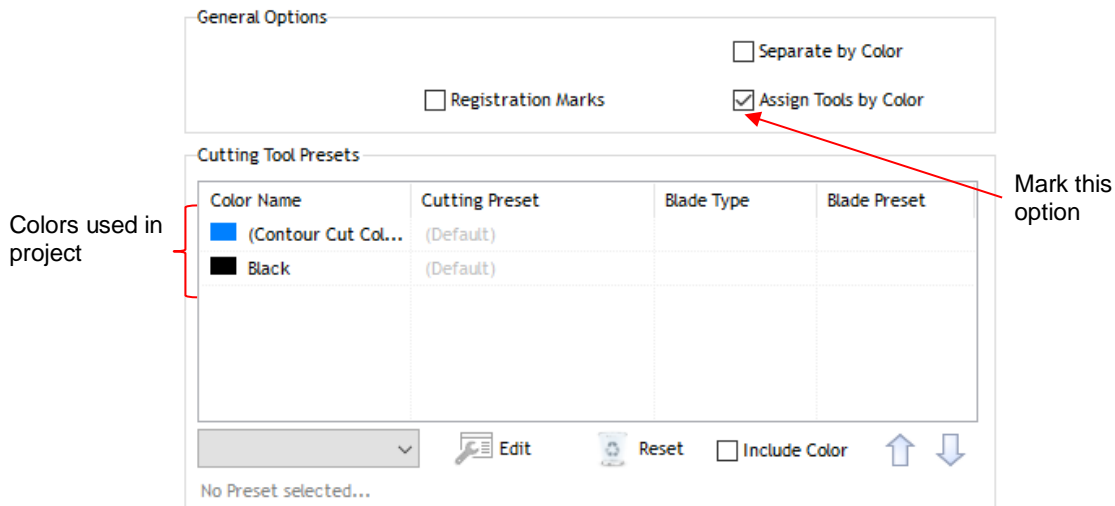 General Options
Separate by Color
Registration Marks
Assign Tools by Color
Cutting Tool Presets
Mark this
option
Color Name
Cutting Preset
Blade Type
Blade Preset
Colors used in
project
(Contour Cut Col...
(Default)
Black
(Default)
Edit
Reset
Include Color
No Preset selected...